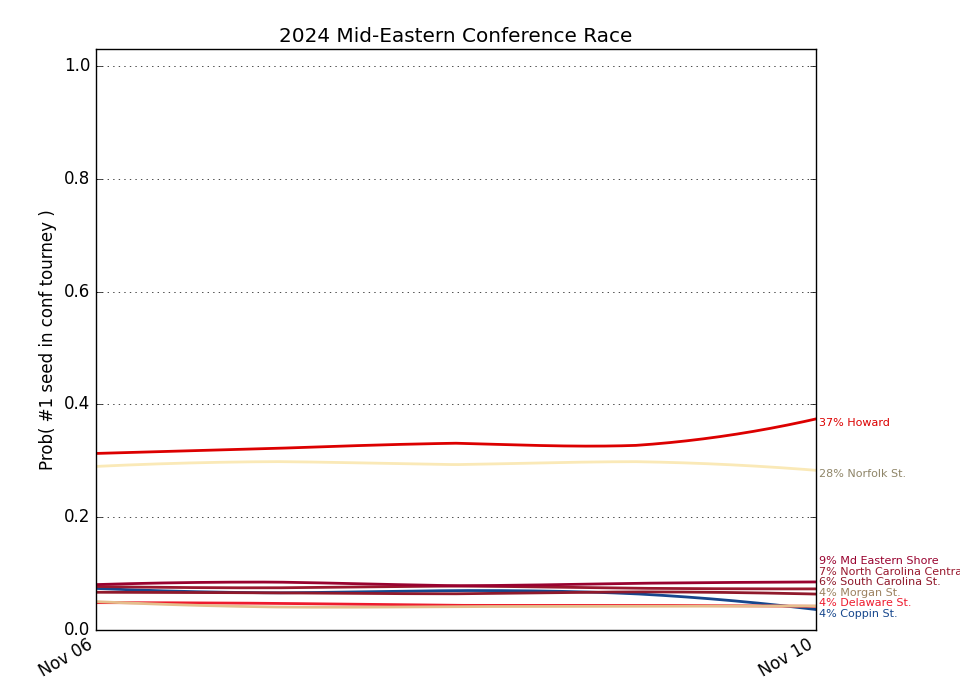 2024 Mid-Eastern Conference Race
Prob( #1 seed in conf tourney )
1.0
0.8
0.6
0.4
0.2
0.0
Nov 06
Nov 10
37% Howard
28% Norfolk St.
9% Md Eastern Shore
7% North Carolina Centra
6% South Carolina St.
4% Morgan St.
4% Delaware St.
4% Coppin St.